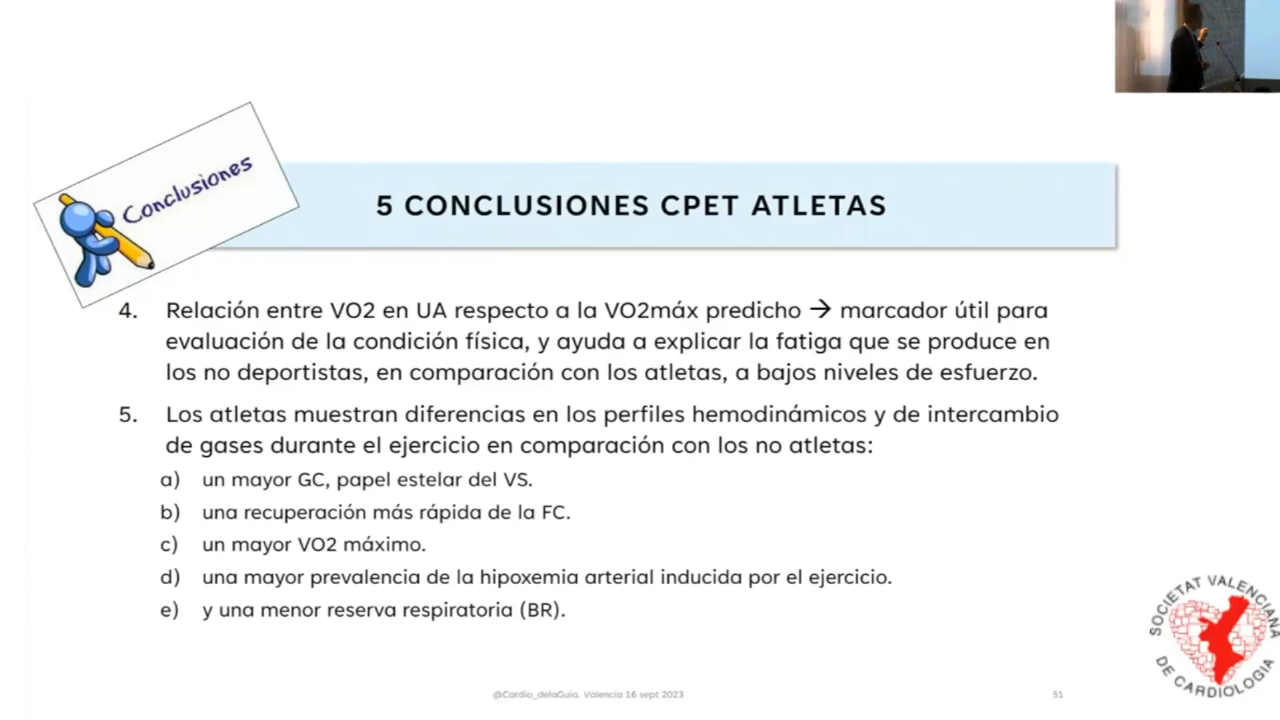 Conclusiones
5 CONCLUSIONES CPET ATLETAS
4. Relación entre VO2 en UA respecto a la VO2máx predicho → marcador útil para
evaluación de la condición física, y ayuda a explicar la fatiga que se produce en
los no deportistas, en comparación con los atletas, a bajos niveles de esfuerzo.
5. Los atletas muestran diferencias en los perfiles hemodinámicos y de intercambio
de gases durante el ejercicio en comparación con los no atletas:
a) un mayor GC, papel estelar del VS.
b) una recuperación más rápida de la FC.
c) un mayor VO2 máximo.
d) una mayor prevalencia de la hipoxemia arterial inducida por el ejercicio.
e) y una menor reserva respiratoria (BR).
SOCIETAT VALENCIANA
DE CARDIOLOGIA
@Cardio_delaGuia. Valencia 16 sept 2023
51